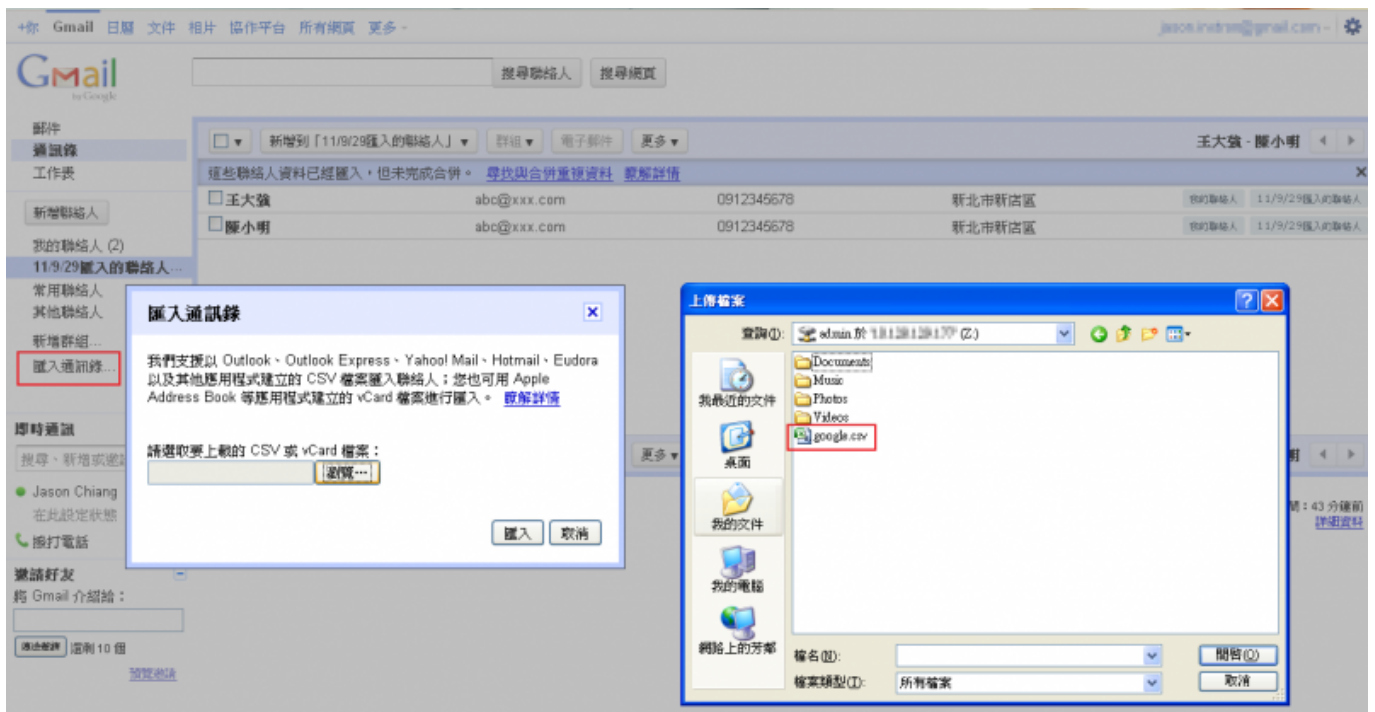 +你 Gmail 日曆 文件 相片 協作平台 所有網頁 更多
Gmail
by Google
搜尋聯絡人 搜尋網頁
郵件
通訊錄
工作表
新增到「11/9/29匯入的聯絡人」 群組 電子郵件 更多 王大強 - 陳小明
這些聯絡人資料已經匯入，但未完成合併。 尋找與合併重複資料 瞭解詳情
王大強 abc@xxx.com 0912345678 新北市新店區 我的聯絡人 11/9/29匯入的聯絡人
陳小明 abc@xxx.com 0912345678 新北市新店區 我的聯絡人 11/9/29匯入的聯絡人
新增聯絡人
我的聯絡人 (2)
11/9/29匯入的聯絡人...
常用聯絡人
其他聯絡人
新增群組...
匯入通訊錄...
即時通訊
搜尋、新增或邀
Jason Chiang
在此設定狀態
撥打電話
邀請好友
將 Gmail 介紹給：
還剩 10 個
預覽邀請
匯入通訊錄
我們支援以 Outlook、Outlook Express、Yahoo! Mail、Hotmail、Eudora
以及其他應用程式建立的 CSV 檔案匯入聯絡人；您也可用 Apple
Address Book 等應用程式建立的 vCard 檔案進行匯入。 瞭解詳情
請選取要上載的 CSV 或 vCard 檔案：
瀏覽...
匯入 取消
更多
上傳檔案
查詢(I): admin 於 (Z:)
我最近的文件
桌面
我的文件
我的電腦
網路上的芳鄰
Documents
Music
Photos
Videos
google.csv
檔名(N): 開啟(O)
檔案類型(T): 所有檔案 取消
明
：43 分鐘前
詳細資料